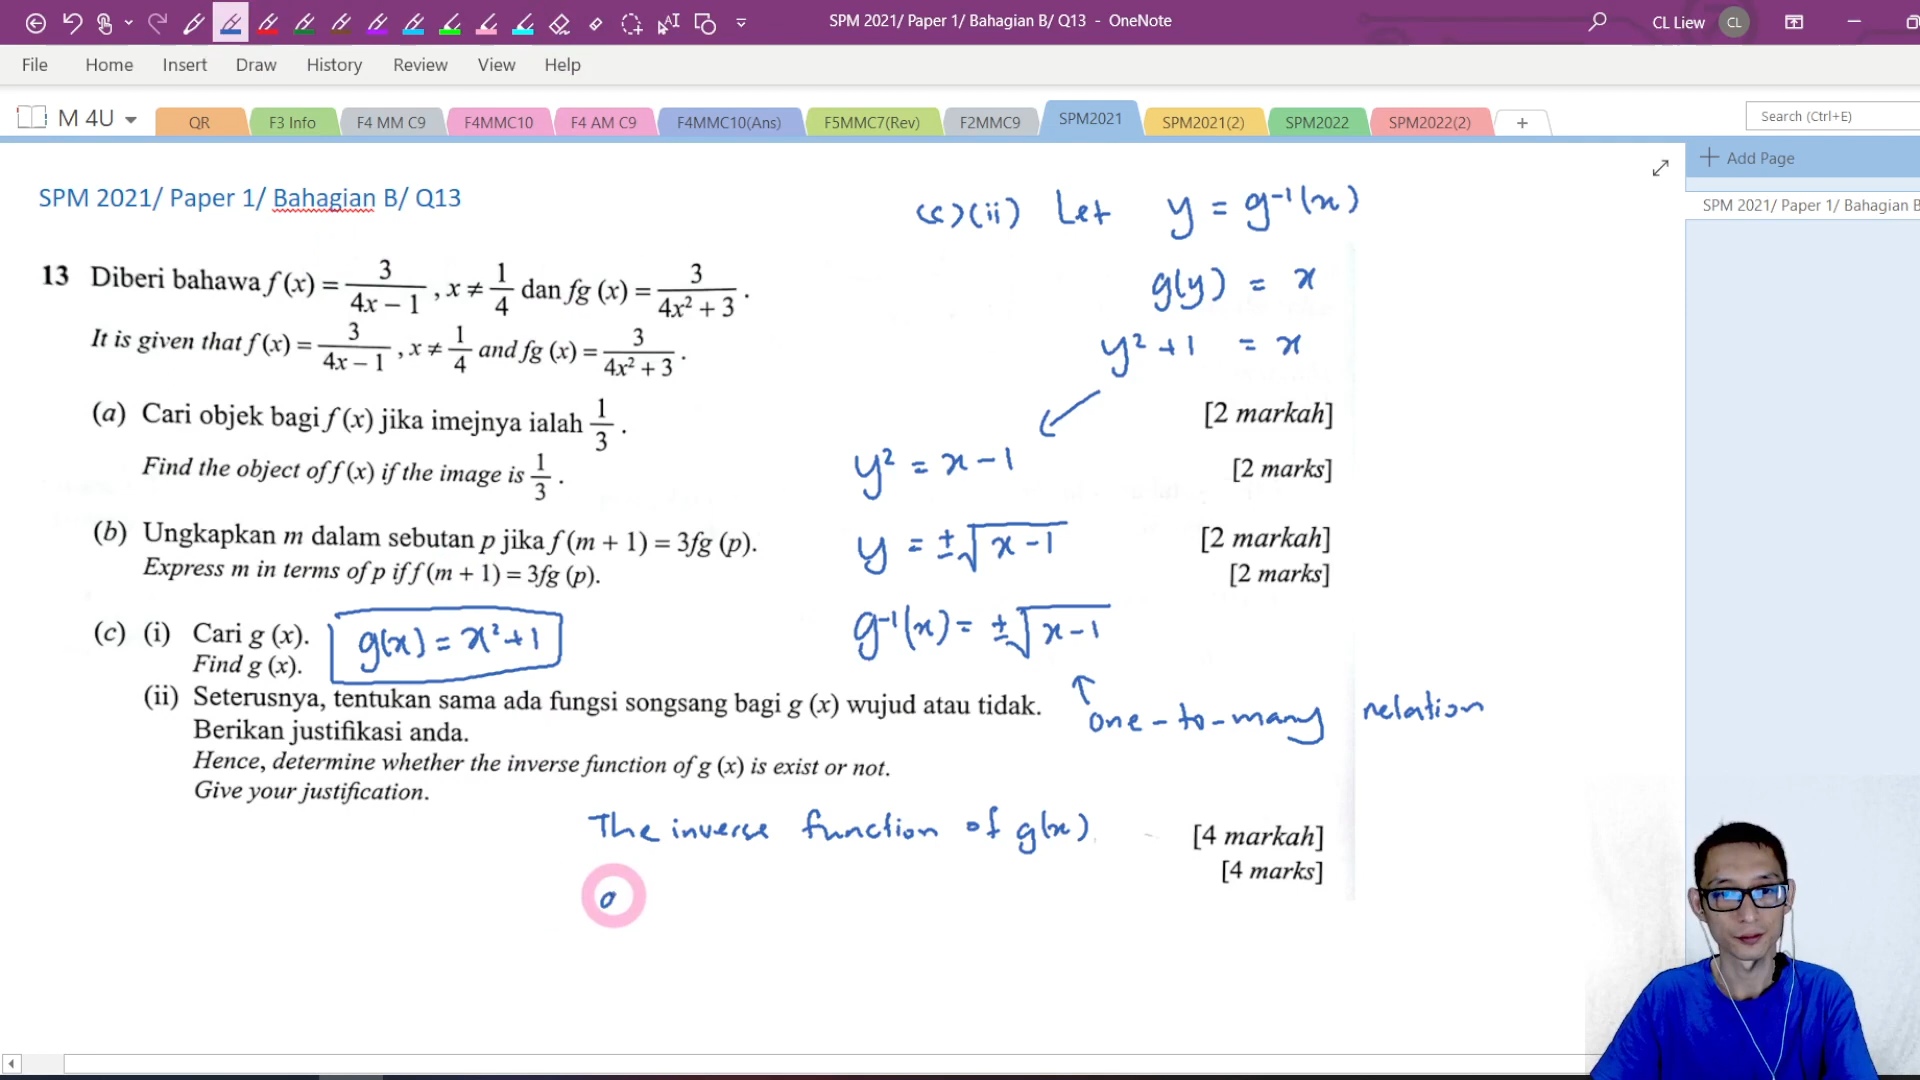 SPM 2021/ Paper 1/ Bahagian B/ Q13 - OneNote
CL Liew CL
File Home Insert Draw History Review View Help
M 4U QR F3 Info F4 MM C9 F4MMC10 F4 AM C9 F4MMC10(Ans) F5MMC7(Rev) F2MMC9 SPM2021 SPM2021(2) SPM2022 SPM2022(2) + Search (Ctrl+E)
Add Page
SPM 2021/ Paper 1/ Bahagian B
SPM 2021/ Paper 1/ Bahagian B/ Q13
13 Diberi bahawa f (x) = 3/(4x − 1) , x ≠ 1/4 dan fg (x) = 3/(4x² + 3) .
It is given that f (x) = 3/(4x − 1) , x ≠ 1/4 and fg (x) = 3/(4x² + 3) .
(a) Cari objek bagi f (x) jika imejnya ialah 1/3 . [2 markah]
Find the object of f (x) if the image is 1/3 . [2 marks]
(b) Ungkapkan m dalam sebutan p jika f (m + 1) = 3fg (p). [2 markah]
Express m in terms of p if f (m + 1) = 3fg (p). [2 marks]
(c) (i) Cari g (x).
Find g (x).
g(x) = x² + 1
(ii) Seterusnya, tentukan sama ada fungsi songsang bagi g (x) wujud atau tidak.
Berikan justifikasi anda.
Hence, determine whether the inverse function of g (x) is exist or not.
Give your justification.
[4 markah]
[4 marks]
(c)(ii) Let y = g⁻¹(x)
g(y) = x
y² + 1 = x
y² = x − 1
y = ±√(x − 1)
g⁻¹(x) = ±√(x − 1)
↑
one-to-many relation
The inverse function of g(x)